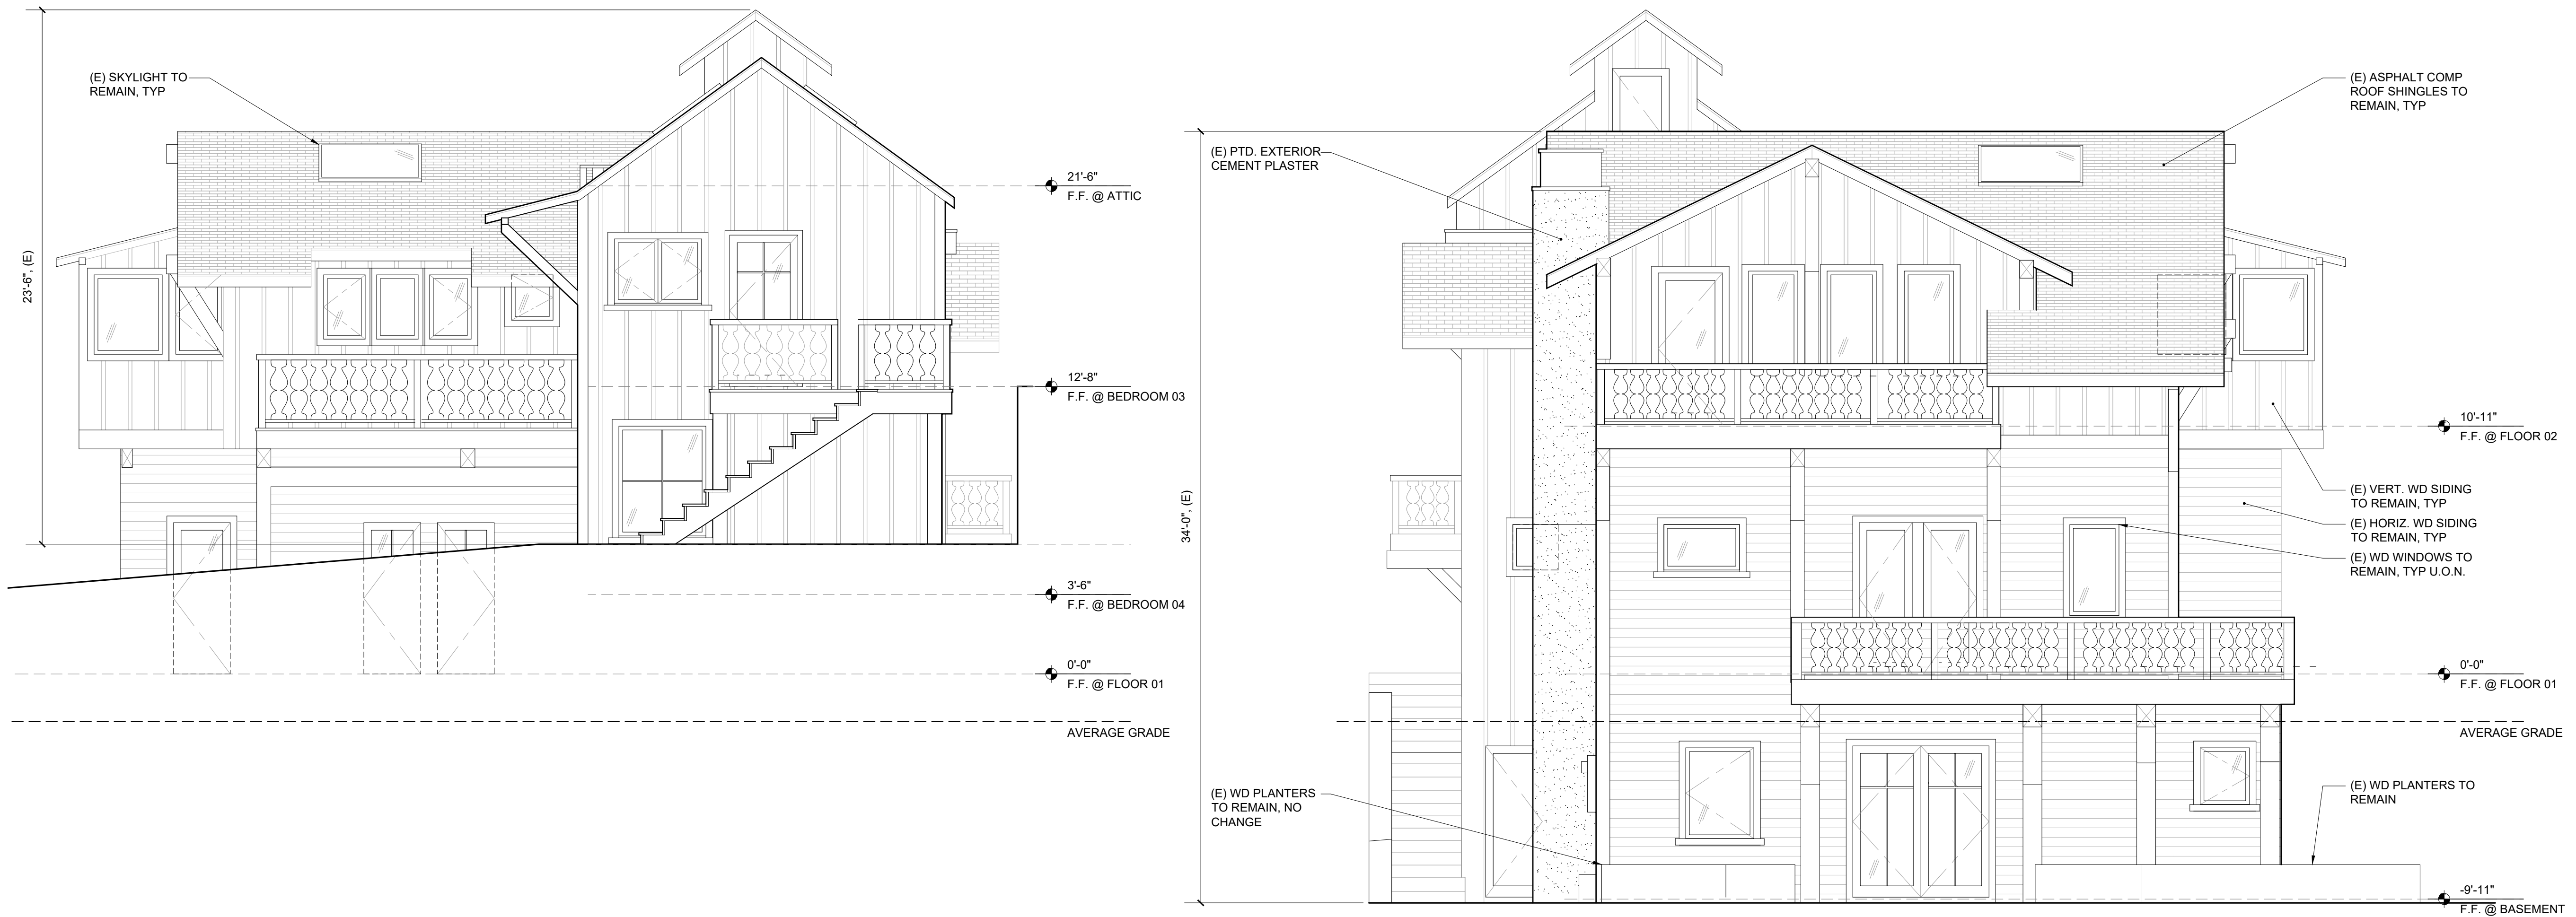 (E) SKYLIGHT TO
REMAIN, TYP
23'-6", (E)
21'-6"
F.F. @ ATTIC
12'-8"
F.F. @ BEDROOM 03
3'-6"
F.F. @ BEDROOM 04
0'-0"
F.F. @ FLOOR 01
AVERAGE GRADE
(E) PTD. EXTERIOR
CEMENT PLASTER
34'-0", (E)
(E) WD PLANTERS
TO REMAIN, NO
CHANGE
(E) ASPHALT COMP
ROOF SHINGLES TO
REMAIN, TYP
10'-11"
F.F. @ FLOOR 02
(E) VERT. WD SIDING
TO REMAIN, TYP
(E) HORIZ. WD SIDING
TO REMAIN, TYP
(E) WD WINDOWS TO
REMAIN, TYP U.O.N.
0'-0"
F.F. @ FLOOR 01
AVERAGE GRADE
(E) WD PLANTERS TO
REMAIN
-9'-11"
F.F. @ BASEMENT